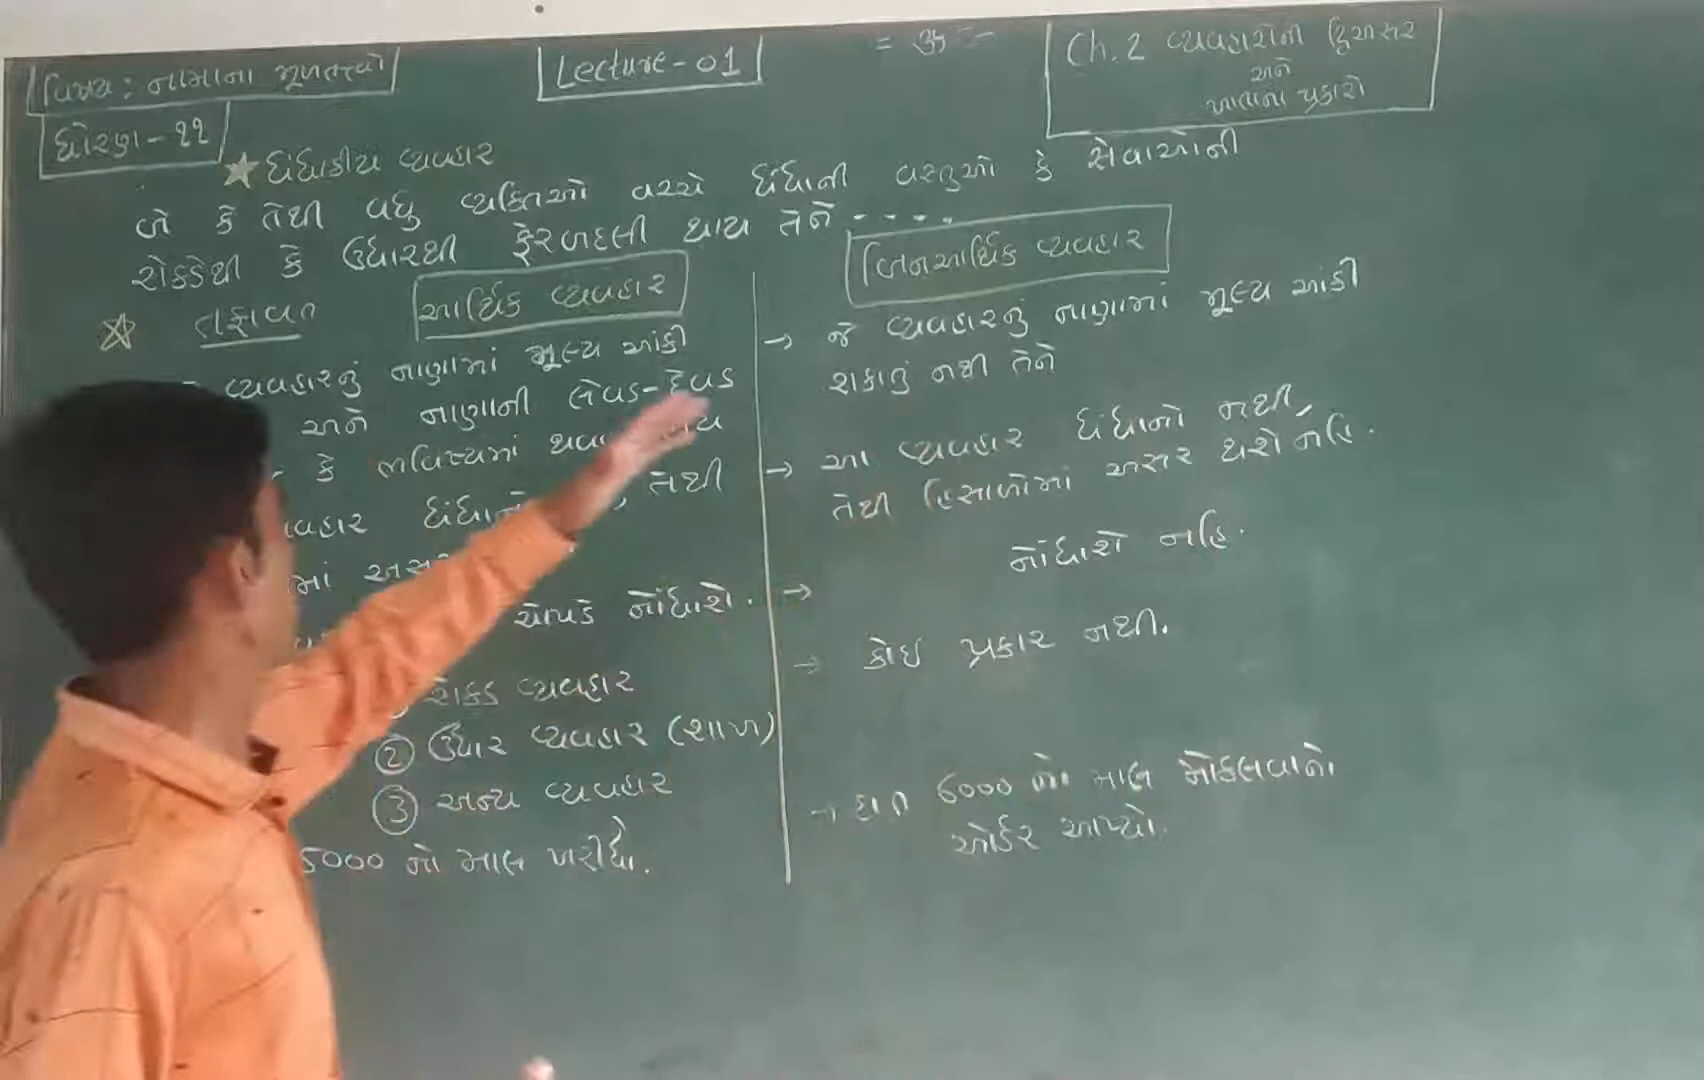 વિષય : નામાના મૂળતત્ત્વો
Lecture-01
= ૐ =
Ch. 2 વ્યવહારોની દ્વિઅસર
અને
ખાતાના પ્રકારો
ધોરણ - ૧૧
★ ધંધાકીય વ્યવહાર
બે કે તેથી વધુ વ્યક્તિઓ વચ્ચે ધંધાની વસ્તુઓ કે સેવાઓની
રોકડેથી કે ઉધારથી ફેરબદલી થાય તેને - - - - .
☆ તફાવત
આર્થિક વ્યવહાર
વ્યવહારનું નાણામાં મૂલ્ય આંકી
અને નાણાની લેવડ-દેવડ
કે ભવિષ્યમાં
વ્યવહાર તેથી
ચોપડે નોંધાશે.
રોકડ વ્યવહાર
② ઉધાર વ્યવહાર (શાખ)
③ અન્ય વ્યવહાર
5000 નો માલ ખરીદ્યો.
બિનઆર્થિક વ્યવહાર
→ જે વ્યવહારનું નાણામાં મૂલ્ય આંકી
શકાતું નથી તેને
→ આ વ્યવહાર ધંધાનો નથી,
તેથી હિસાબોમાં અસર થશે નહિ.
→ નોંધાશે નહિ.
→ કોઇ પ્રકાર નથી.
→ દા.ત 6000 નો માલ મોકલવાનો
ઓર્ડર આપ્યો.